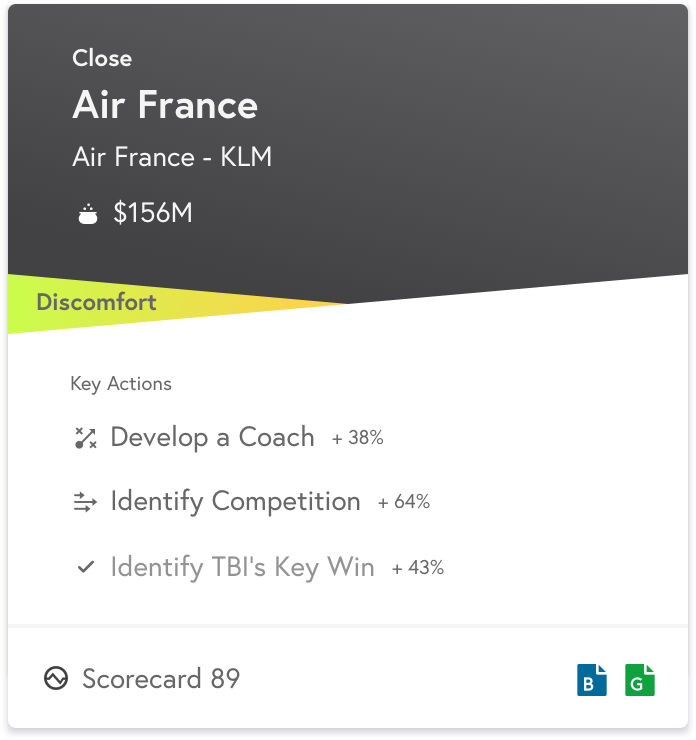 Close
Air France
Air France - KLM
$156M
Discomfort
Key Actions
Develop a Coach + 38%
Identify Competition + 64%
Identify TBI's Key Win + 43%
Scorecard 89
B G